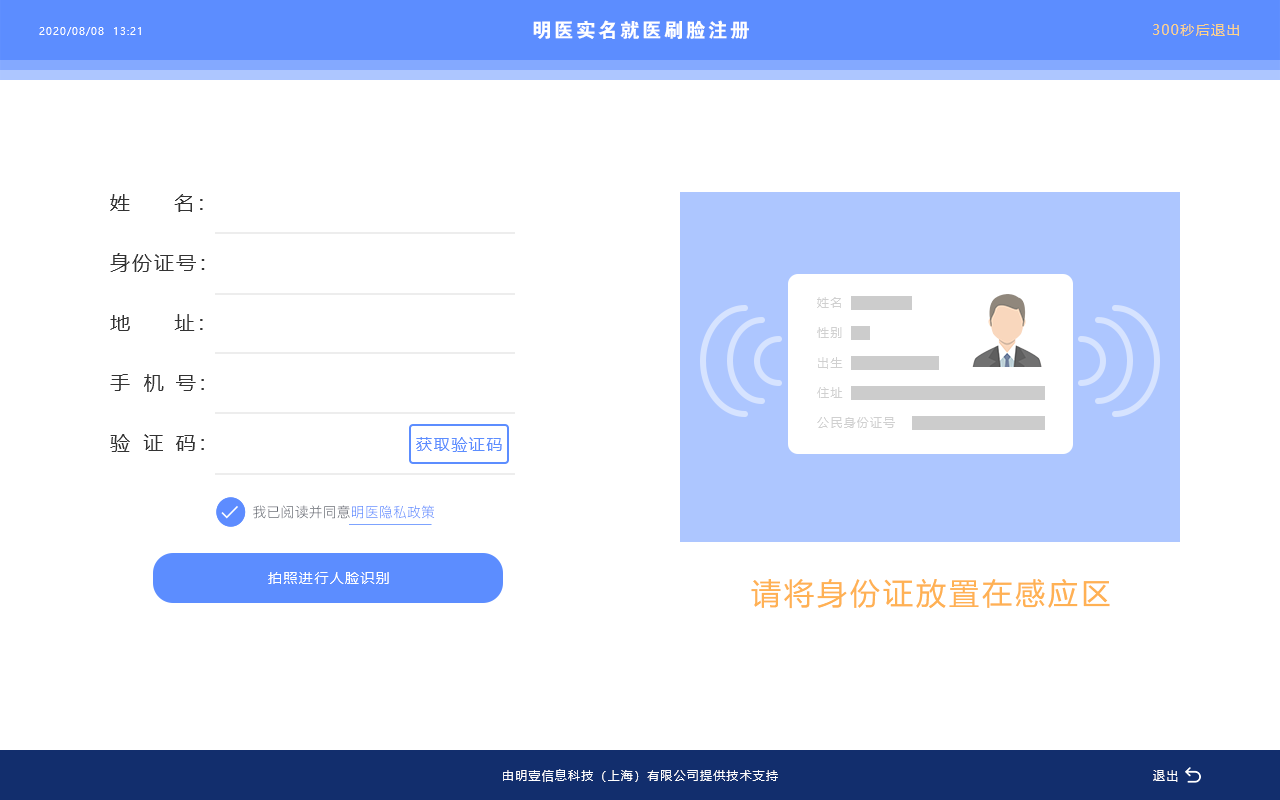 2020/08/08 13:21
明医实名就医刷脸注册
300秒后退出
姓 名：
身份证号：
地 址：
手 机 号：
验 证 码：
获取验证码
我已阅读并同意明医隐私政策
拍照进行人脸识别
姓名
性别
出生
住址
公民身份证号
请将身份证放置在感应区
由明壹信息科技（上海）有限公司提供技术支持
退出